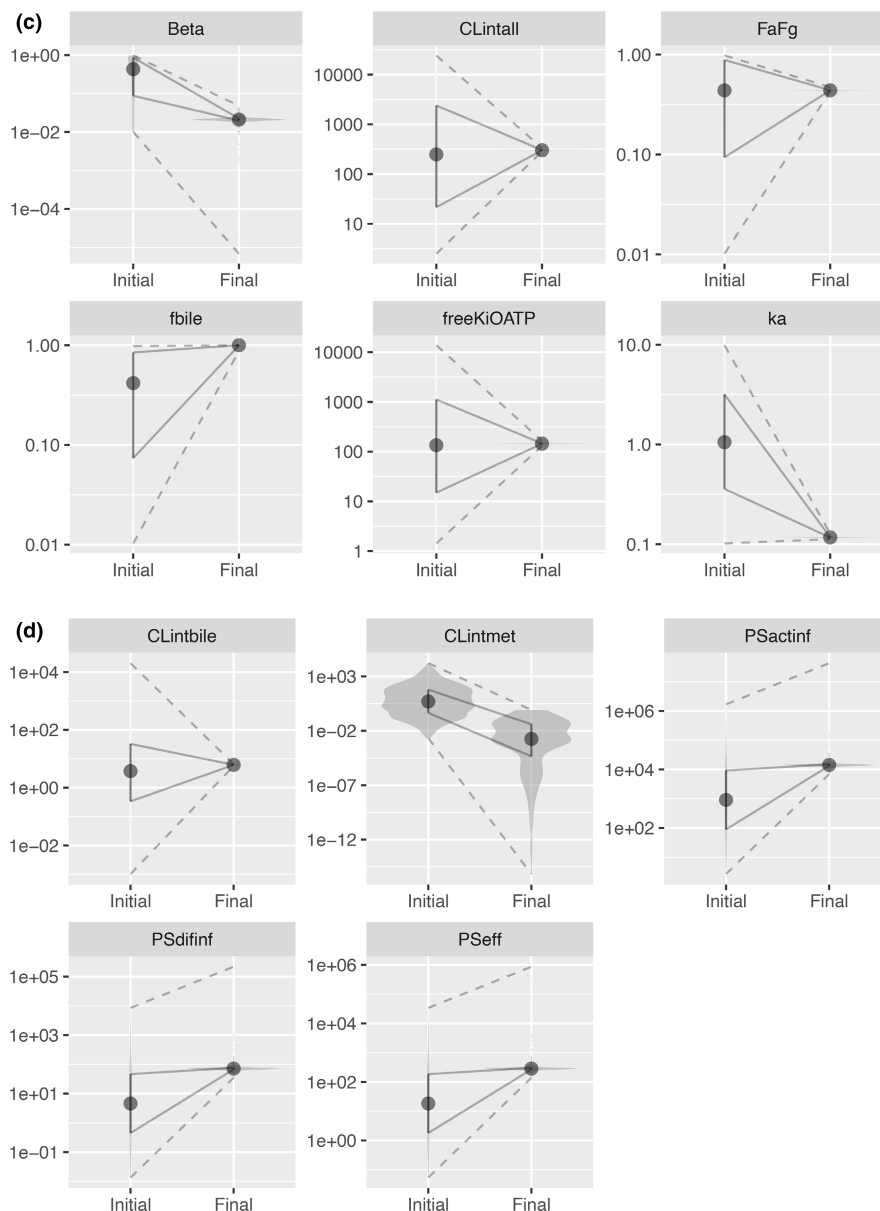 (c)
Beta CLintall FaFg
1e+00 10000 1.00
1e-02 1000 0.10
1e-04 100 0.01
10
Initial Final Initial Final Initial Final
fbile freeKiOATP ka
1.00 10000 10.0
0.10 1000 1.0
0.01 100 0.1
10
1
Initial Final Initial Final Initial Final
(d)
CLintbile CLintmet PSactinf
1e+04 1e+03 1e+06
1e+02 1e-02 1e+04
1e+00 1e-07 1e+02
1e-02 1e-12
Initial Final Initial Final Initial Final
PSdifinf PSeff
1e+05 1e+06
1e+03 1e+04
1e+01 1e+02
1e-01 1e+00
Initial Final Initial Final